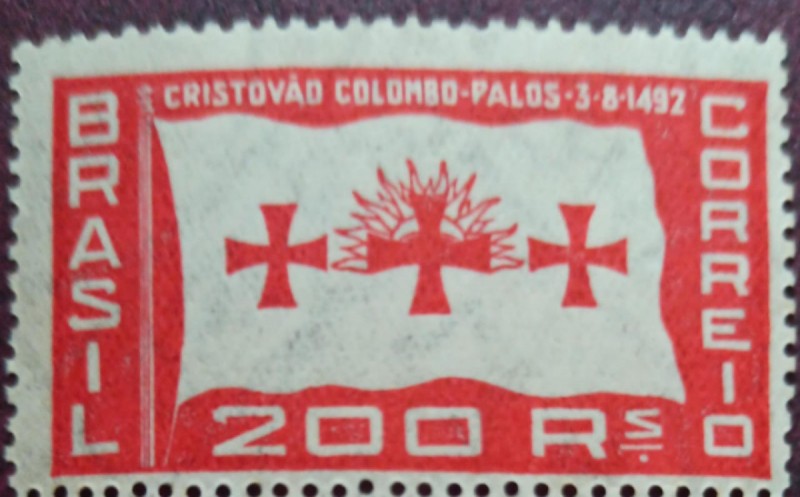 CRISTOVÃO COLOMBO-PALOS-3-8-1492
BRASIL
CORREIO
200 RS.